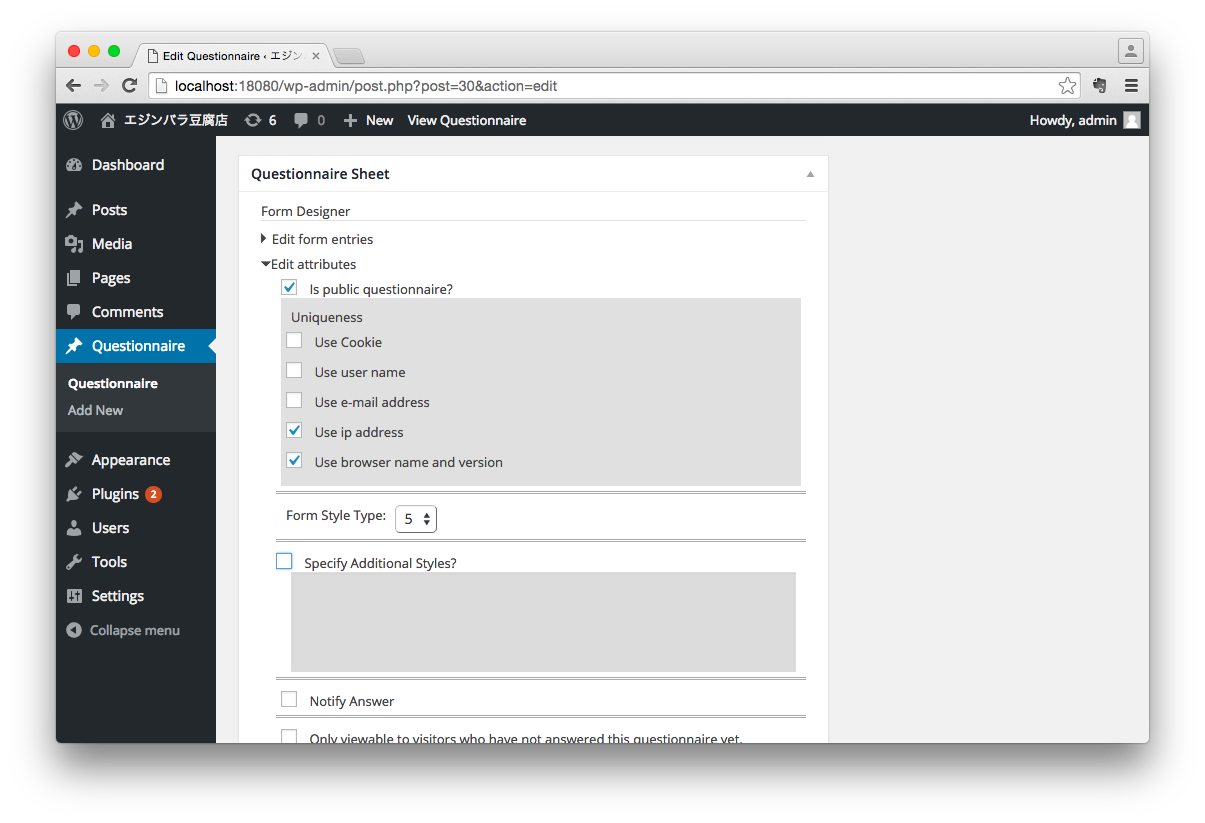 Edit Questionnaire ‹ エジン
localhost:18080/wp-admin/post.php?post=30&action=edit
エジンバラ豆腐店 6 0 New View Questionnaire Howdy, admin
Dashboard
Posts
Media
Pages
Comments
Questionnaire
Questionnaire
Add New
Appearance
Plugins 2
Users
Tools
Settings
Collapse menu
Questionnaire Sheet
Form Designer
Edit form entries
Edit attributes
Is public questionnaire?
Uniqueness
Use Cookie
Use user name
Use e-mail address
Use ip address
Use browser name and version
Form Style Type: 5
Specify Additional Styles?
Notify Answer
Only viewable to visitors who have not answered this questionnaire yet.